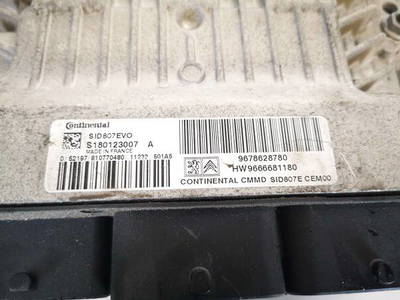 Continental
SID807EVO
S180123007 A
MADE IN FRANCE
9678628780
HW9666681180
CONTINENTAL CMMD SID807E CEM00